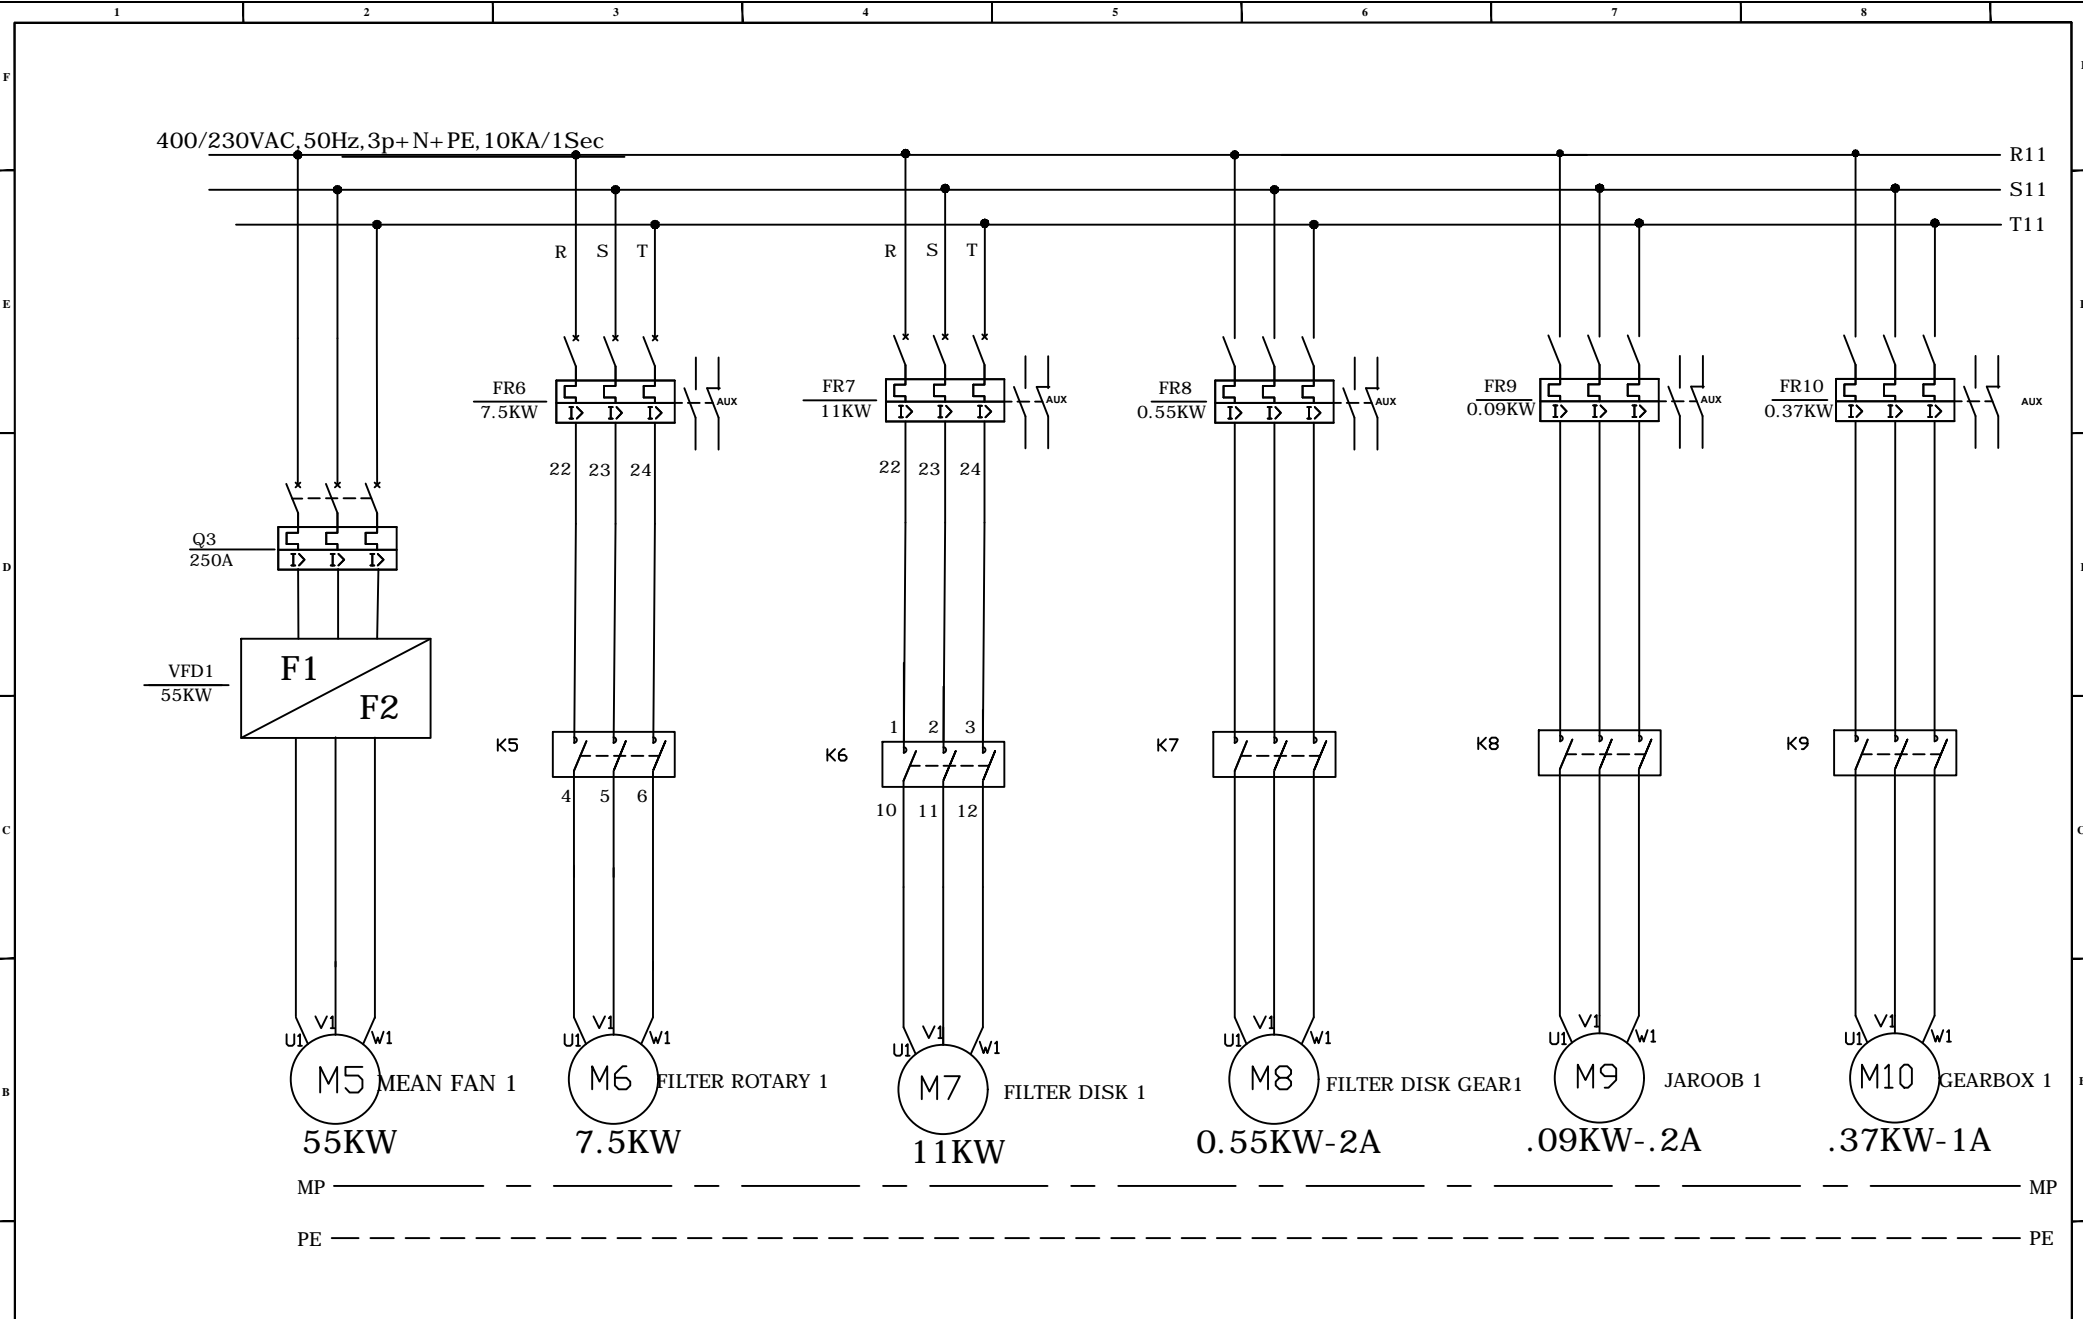 1 2 3 4 5 6 7 8
F
400/230VAC,50Hz,3p+N+PE,10KA/1Sec
R11
S11
T11
R S T R S T
E
FR6 FR7 FR8 FR9 FR10
7.5KW 11KW 0.55KW 0.09KW 0.37KW
I> I> I> AUX I> I> I> AUX I> I> I> AUX I> I> I> AUX I> I> I> AUX
22 23 24 22 23 24
Q3
250A
I> I> I>
D
F1
F2
VFD1
55KW
1 2 3
K5 K6 K7 K8 K9
4 5 6
10 11 12
C
U1 V1 W1 U1 V1 W1 U1 V1 W1 U1 V1 W1 U1 V1 W1 U1 V1 W1
M5 MEAN FAN 1
M6 FILTER ROTARY 1
M7 FILTER DISK 1
M8 FILTER DISK GEAR1
M9 JAROOB 1
M10 GEARBOX 1
B
55KW 7.5KW 11KW 0.55KW-2A .09KW-.2A .37KW-1A
MP MP
PE PE